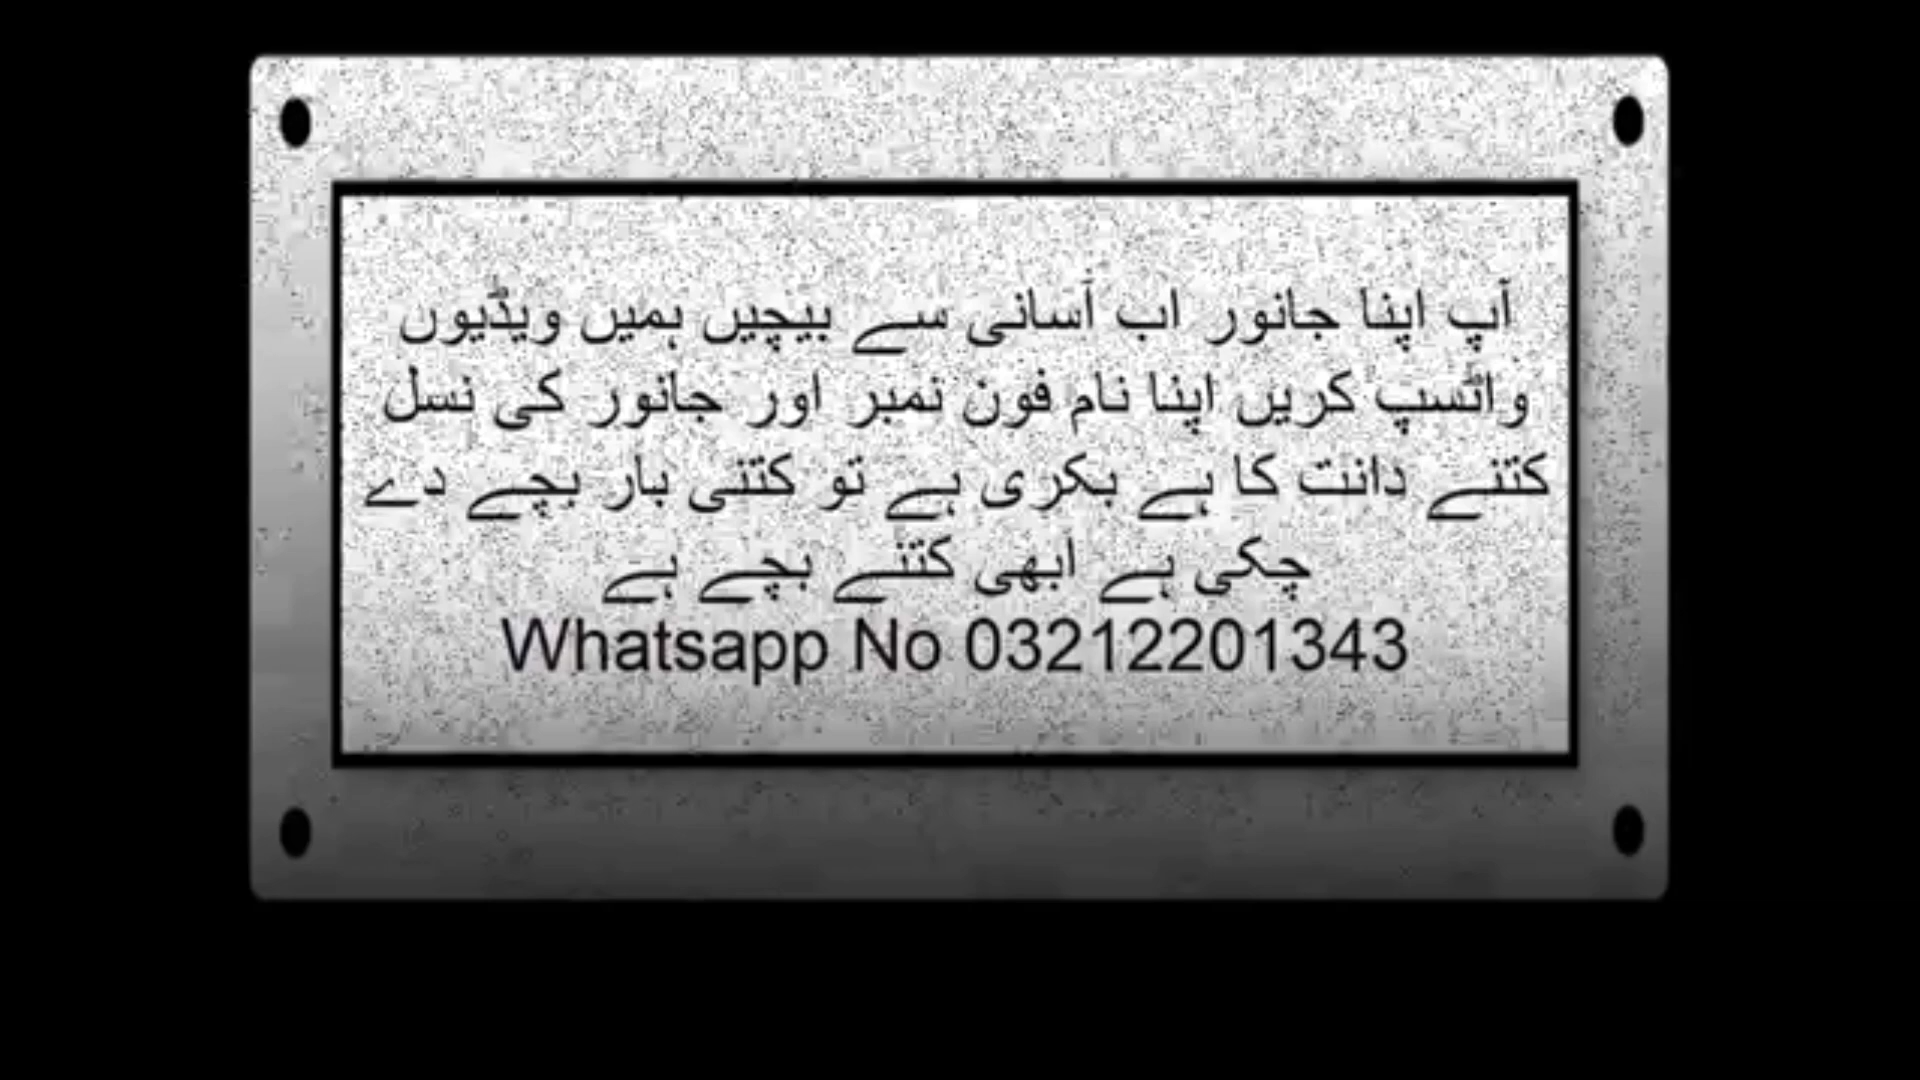 آپ اپنا جانور اب آسانی سے بیچیں ہمیں ویڈیوں
واٹسپ کریں اپنا نام فون نمبر اور جانور کی نسل
کتنے دانت کا ہے بکری ہے تو کتنی بار بچے دے
چکی ہے ابھی کتنے بچے ہے
Whatsapp No 03212201343